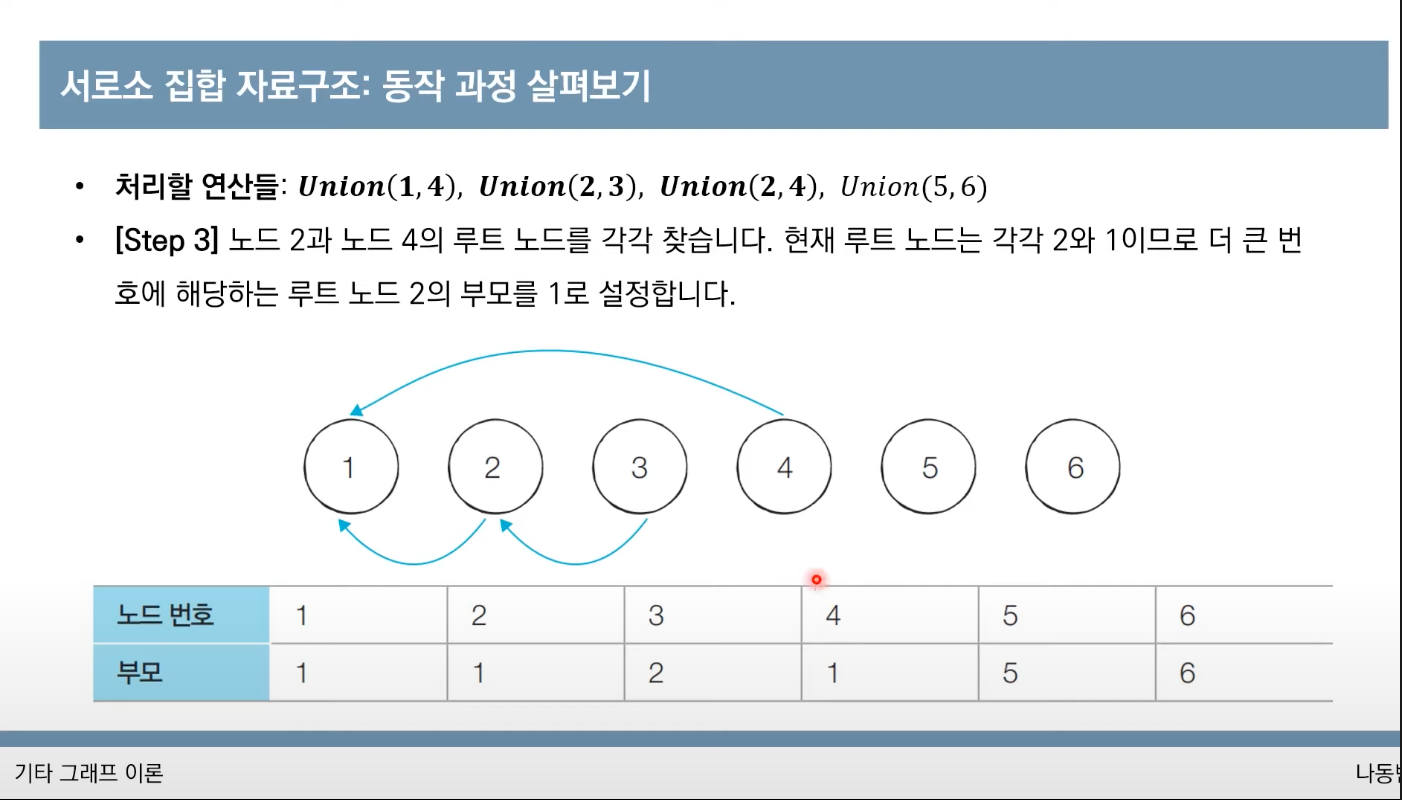 서로소 집합 자료구조: 동작 과정 살펴보기
• 처리할 연산들: Union(1,4), Union(2,3), Union(2,4), Union(5,6)
• [Step 3] 노드 2과 노드 4의 루트 노드를 각각 찾습니다. 현재 루트 노드는 각각 2와 1이므로 더 큰 번
호에 해당하는 루트 노드 2의 부모를 1로 설정합니다.
1 2 3 4 5 6
노드 번호 1 2 3 4 5 6
부모 1 1 2 1 5 6
기타 그래프 이론 나동